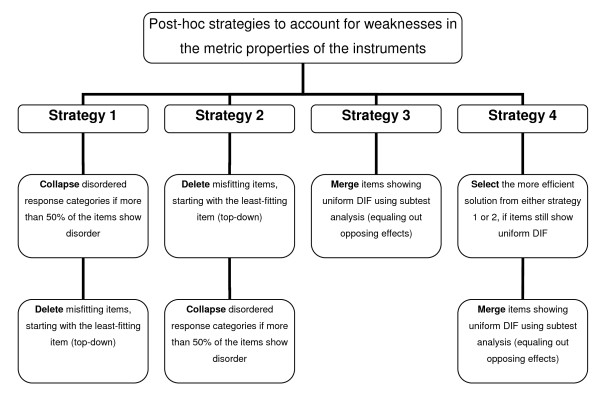 Post-hoc strategies to account for weaknesses in
the metric properties of the instruments
Strategy 1
Strategy 2
Strategy 3
Strategy 4
Collapse disordered
response categories if more
than 50% of the items show
disorder
Delete misfitting items,
starting with the least-fitting
item (top-down)
Merge items showing
uniform DIF using subtest
analysis (equaling out
opposing effects)
Select the more efficient
solution from either strategy
1 or 2, if items still show
uniform DIF
Delete misfitting items,
starting with the least-fitting
item (top-down)
Collapse disordered
response categories if more
than 50% of the items show
disorder
Merge items showing
uniform DIF using subtest
analysis (equaling out
opposing effects)